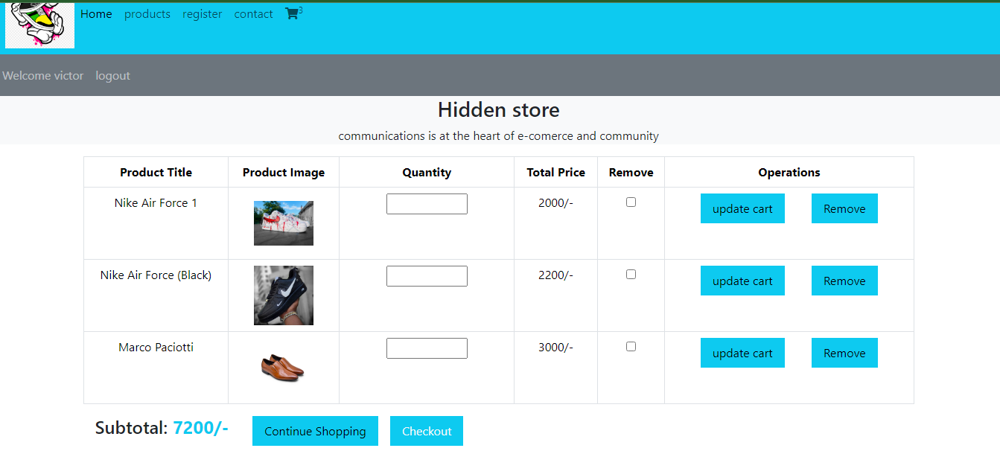 Home products register contact 3
Welcome victor logout
Hidden store
communications is at the heart of e-comerce and community
Product Title Product Image Quantity Total Price Remove Operations
Nike Air Force 1 2000/- update cart Remove
Nike Air Force (Black) 2200/- update cart Remove
Marco Paciotti 3000/- update cart Remove
Subtotal: 7200/- Continue Shopping Checkout